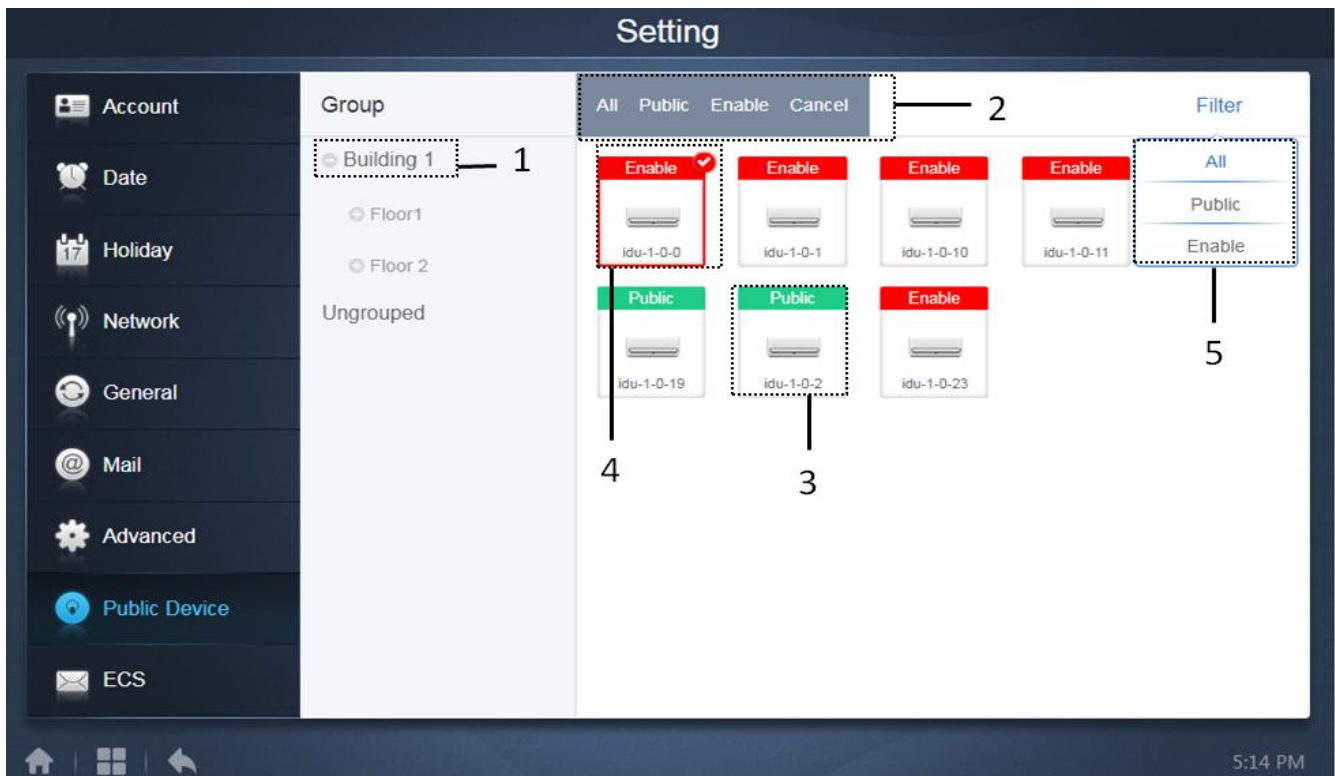 Setting
Account
Date
17
Holiday
Network
General
@
Mail
Advanced
Public Device
ECS
Group
Building 1
1
Floor1
Floor 2
Ungrouped
All Public Enable Cancel
2
Filter
All
Public
Enable
5
Enable Enable Enable Enable
idu-1-0-0 idu-1-0-1 idu-1-0-10 idu-1-0-11
Public Public Enable
idu-1-0-19 idu-1-0-2 idu-1-0-23
4
3
5:14 PM